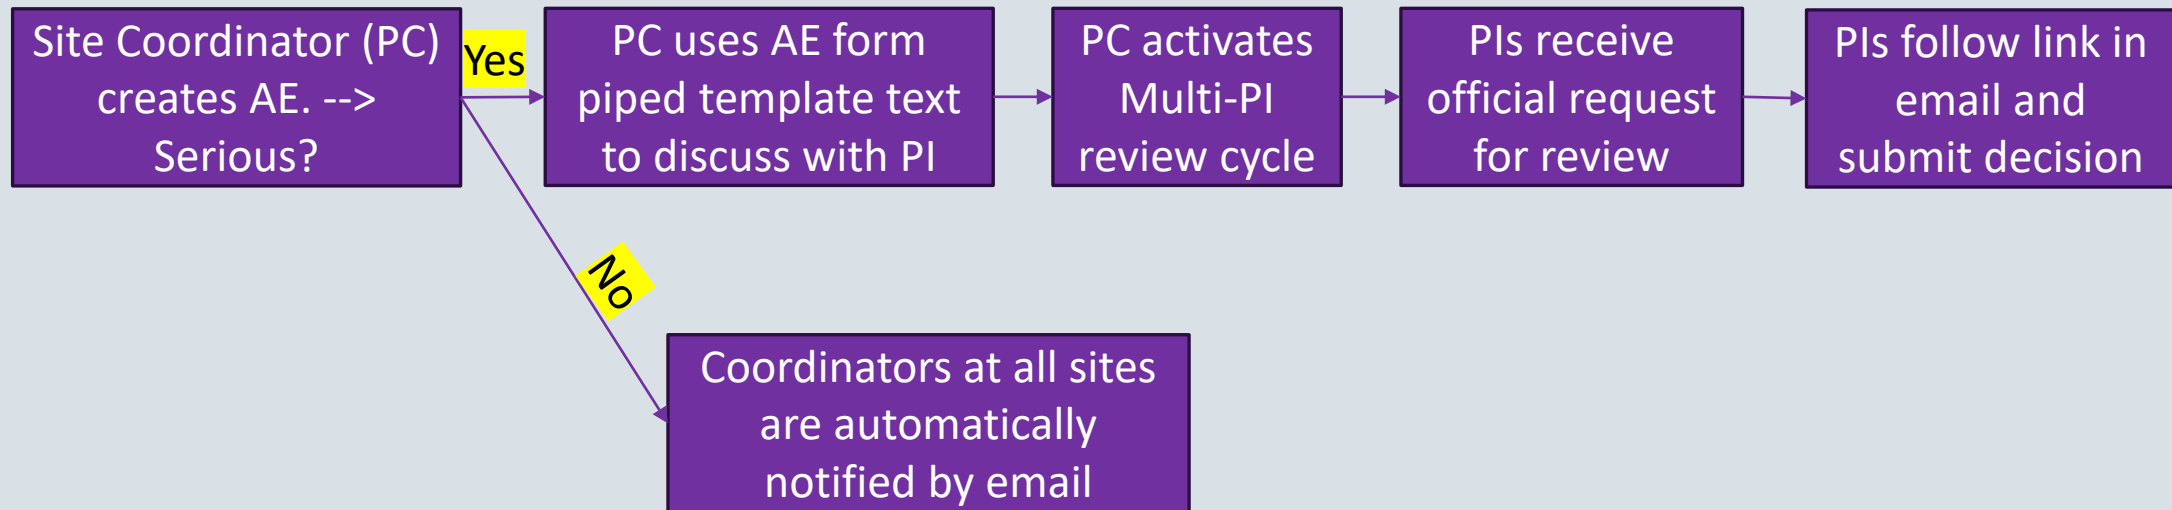 Site Coordinator (PC)
creates AE. -->
Serious?
Yes
PC uses AE form
piped template text
to discuss with PI
PC activates
Multi-PI
review cycle
PIs receive
official request
for review
PIs follow link in
email and
submit decision
No
Coordinators at all sites
are automatically
notified by email